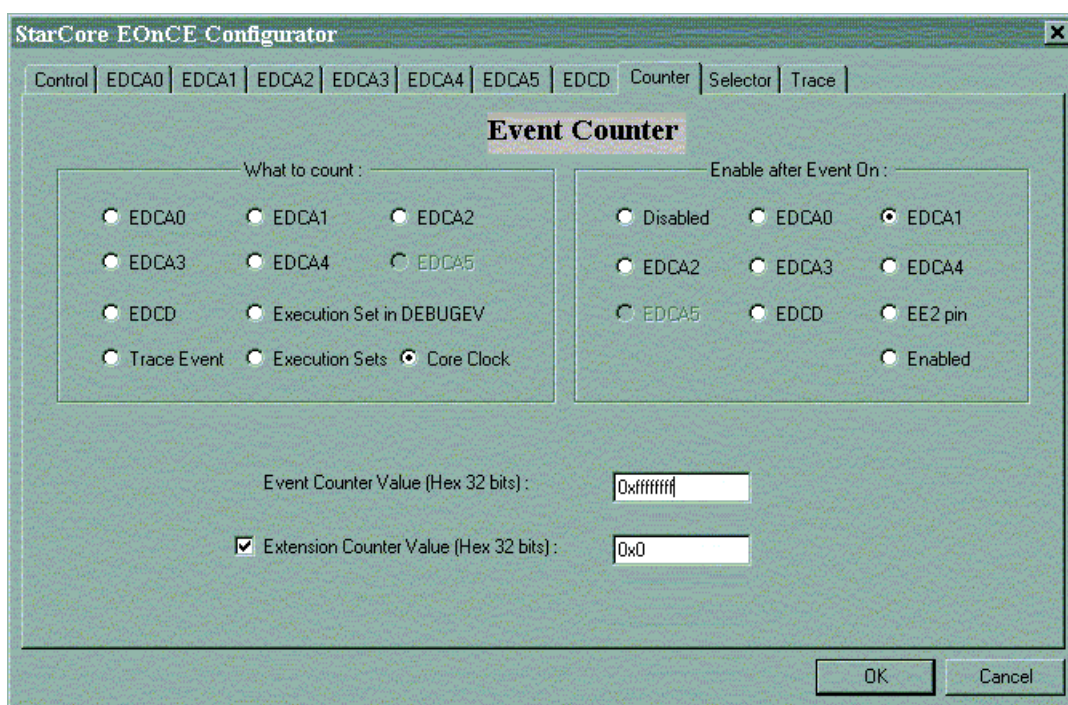 StarCore EOnCE Configurator
Control EDCA0 EDCA1 EDCA2 EDCA3 EDCA4 EDCA5 EDCD Counter Selector Trace
Event Counter
What to count :
EDCA0 EDCA1 EDCA2
EDCA3 EDCA4 EDCA5
EDCD Execution Set in DEBUGEV
Trace Event Execution Sets Core Clock
Enable after Event On :
Disabled EDCA0 EDCA1
EDCA2 EDCA3 EDCA4
EDCA5 EDCD EE2 pin
Enabled
Event Counter Value (Hex 32 bits) : 0xffffffff
Extension Counter Value (Hex 32 bits) : 0x0
OK Cancel